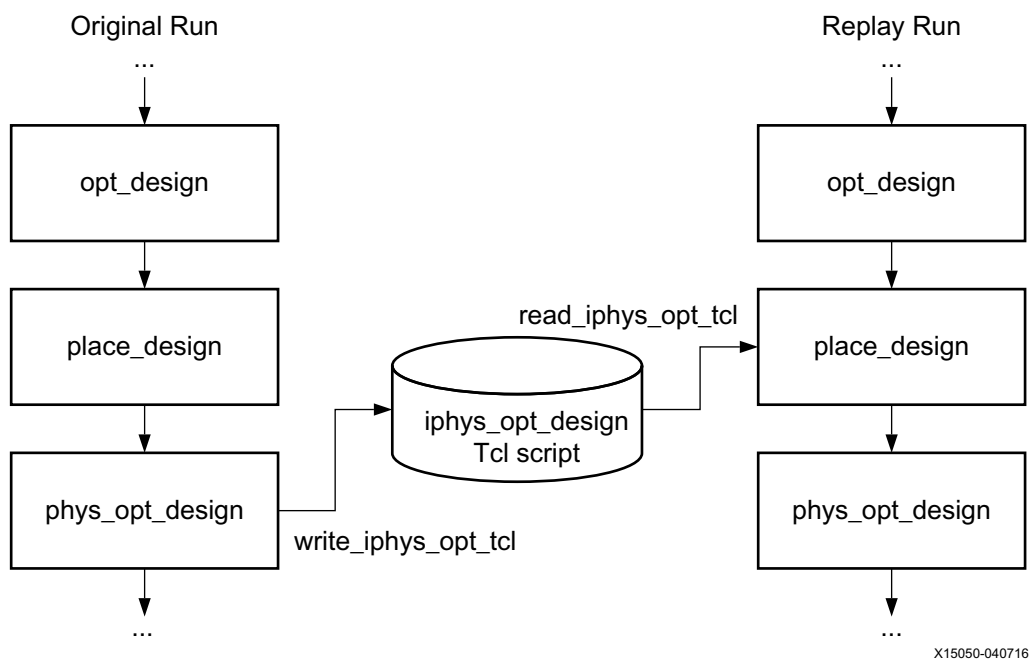 Original Run
...
opt_design
place_design
phys_opt_design
...
write_iphys_opt_tcl
iphys_opt_design
Tcl script
read_iphys_opt_tcl
Replay Run
...
opt_design
place_design
phys_opt_design
...
X15050-040716